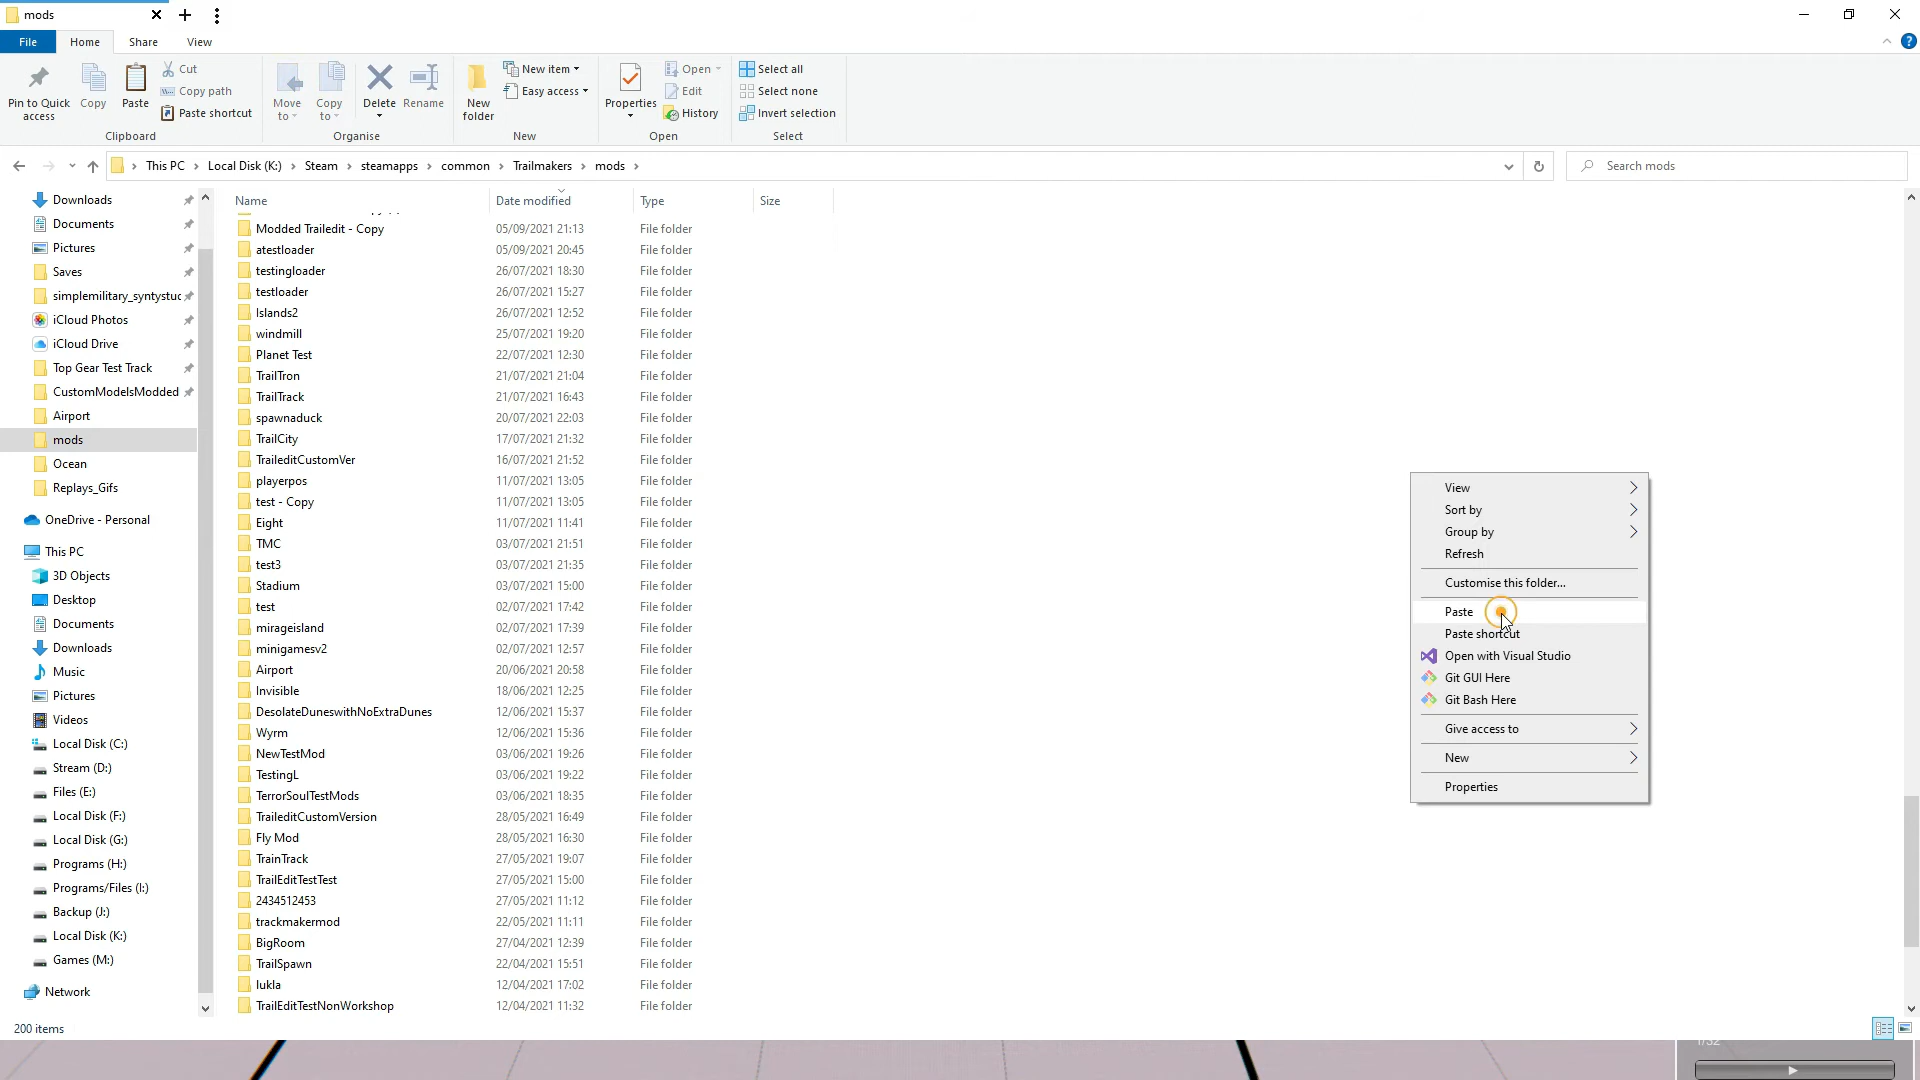 mods
File Home Share View
Pin to Quick access
Copy
Paste
Cut
Copy path
Paste shortcut
Clipboard
Move to
Copy to
Delete
Rename
Organise
New folder
New item
Easy access
New
Properties
Open
Edit
History
Open
Select all
Select none
Invert selection
Select
This PC › Local Disk (K:) › Steam › steamapps › common › Trailmakers › mods ›
Search mods
Downloads
Documents
Pictures
Saves
simplemilitary_syntystuc
iCloud Photos
iCloud Drive
Top Gear Test Track
CustomModelsModded
Airport
mods
Ocean
Replays_Gifs
OneDrive - Personal
This PC
3D Objects
Desktop
Documents
Downloads
Music
Pictures
Videos
Local Disk (C:)
Stream (D:)
Files (E:)
Local Disk (F:)
Local Disk (G:)
Programs (H:)
Programs/Files (I:)
Backup (J:)
Local Disk (K:)
Games (M:)
Network
Name Date modified Type Size
Modded Trailedit - Copy 05/09/2021 21:13 File folder
atestloader 05/09/2021 20:45 File folder
testingloader 26/07/2021 18:30 File folder
testloader 26/07/2021 15:27 File folder
Islands2 26/07/2021 12:52 File folder
windmill 25/07/2021 19:20 File folder
Planet Test 22/07/2021 12:30 File folder
TrailTron 21/07/2021 21:04 File folder
TrailTrack 21/07/2021 16:43 File folder
spawnaduck 20/07/2021 22:03 File folder
TrailCity 17/07/2021 21:32 File folder
TraileditCustomVer 16/07/2021 21:52 File folder
playerpos 11/07/2021 13:05 File folder
test - Copy 11/07/2021 13:05 File folder
Eight 11/07/2021 11:41 File folder
TMC 03/07/2021 21:51 File folder
test3 03/07/2021 21:35 File folder
Stadium 03/07/2021 15:00 File folder
test 02/07/2021 17:42 File folder
mirageisland 02/07/2021 17:39 File folder
minigamesv2 02/07/2021 12:57 File folder
Airport 20/06/2021 20:58 File folder
Invisible 18/06/2021 12:25 File folder
DesolateDuneswithNoExtraDunes 12/06/2021 15:37 File folder
Wyrm 12/06/2021 15:36 File folder
NewTestMod 03/06/2021 19:26 File folder
TestingL 03/06/2021 19:22 File folder
TerrorSoulTestMods 03/06/2021 18:35 File folder
TraileditCustomVersion 28/05/2021 16:49 File folder
Fly Mod 28/05/2021 16:30 File folder
TrainTrack 27/05/2021 19:07 File folder
TrailEditTestTest 27/05/2021 15:00 File folder
2434512453 27/05/2021 11:12 File folder
trackmakermod 22/05/2021 11:11 File folder
BigRoom 27/04/2021 12:39 File folder
TrailSpawn 22/04/2021 15:51 File folder
lukla 12/04/2021 17:02 File folder
TrailEditTestNonWorkshop 12/04/2021 11:32 File folder
View
Sort by
Group by
Refresh
Customise this folder...
Paste
Paste shortcut
Open with Visual Studio
Git GUI Here
Git Bash Here
Give access to
New
Properties
200 items